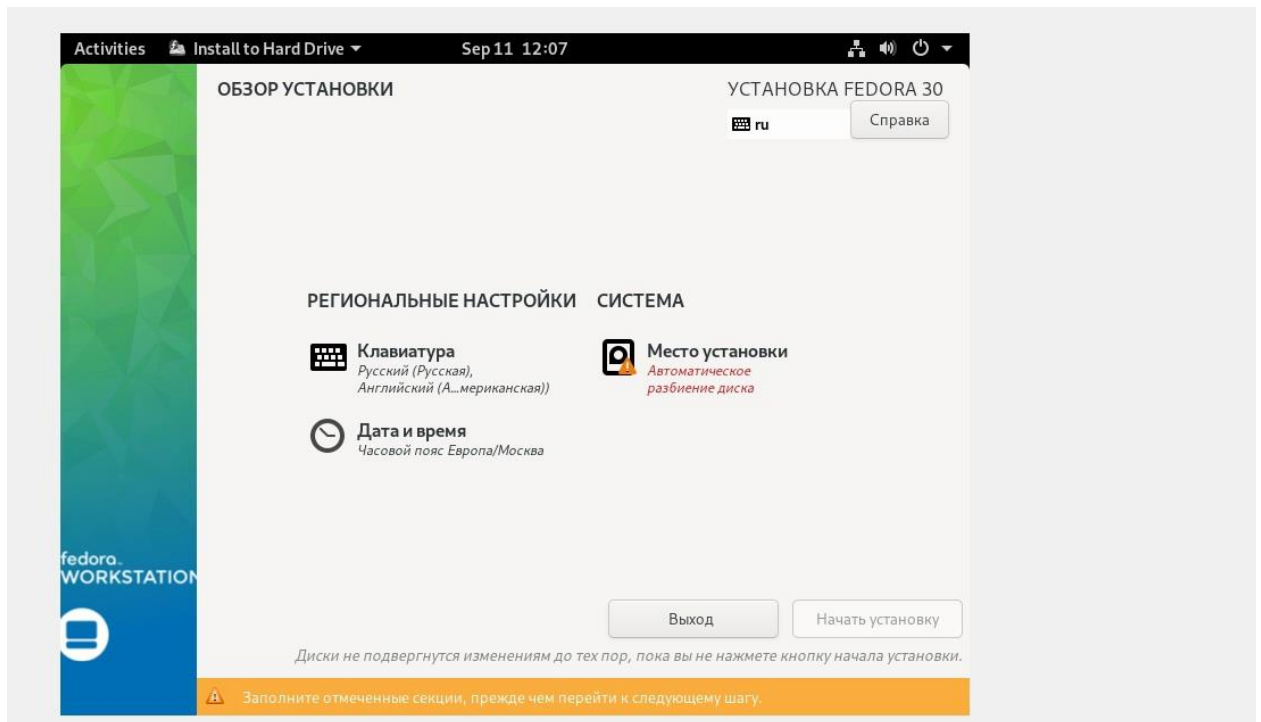 Activities Install to Hard Drive Sep 11 12:07
ОБЗОР УСТАНОВКИ
УСТАНОВКА FEDORA 30
ru
Справка
РЕГИОНАЛЬНЫЕ НАСТРОЙКИ
Клавиатура
Русский (Русская),
Английский (А...мериканская))
Дата и время
Часовой пояс Европа/Москва
СИСТЕМА
Место установки
Автоматическое
разбиение диска
fedora
WORKSTATION
Выход
Начать установку
Диски не подвергнутся изменениям до тех пор, пока вы не нажмете кнопку начала установки.
Заполните отмеченные секции, прежде чем перейти к следующему шагу.